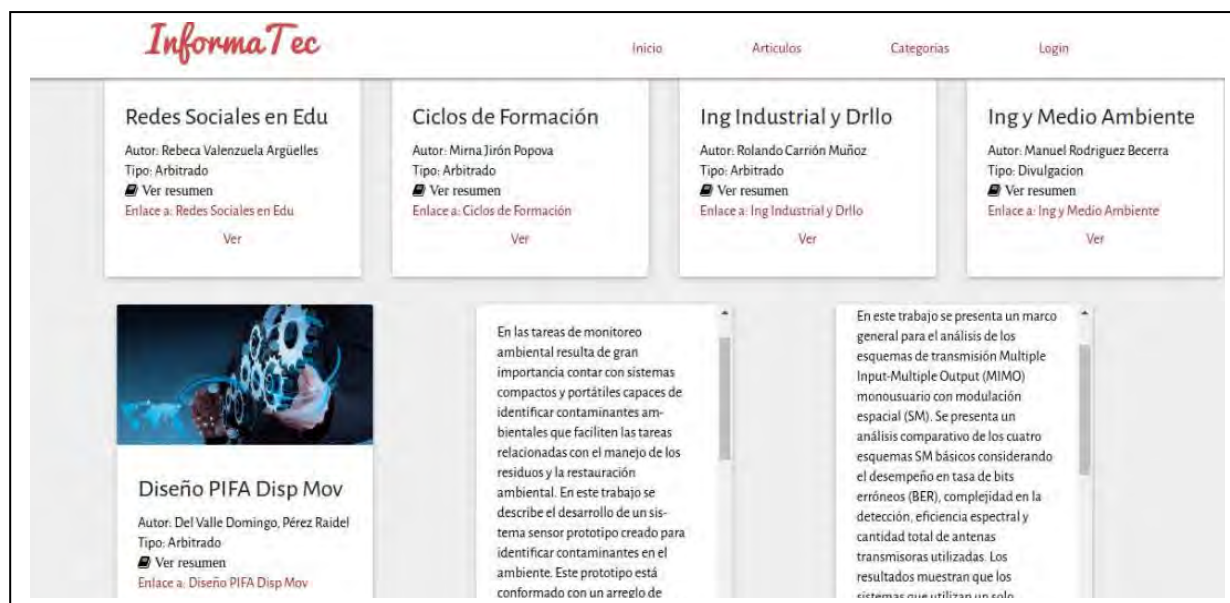 InformaTec
Inicio
Articulos
Categorias
Login
Redes Sociales en Edu
Autor: Rebeca Valenzuela Argüelles
Tipo: Arbitrado
Ver resumen
Enlace a: Redes Sociales en Edu
Ver
Ciclos de Formación
Autor: Mirna Jirón Popova
Tipo: Arbitrado
Ver resumen
Enlace a: Ciclos de Formación
Ver
Ing Industrial y Drllo
Autor: Rolando Carrión Muñoz
Tipo: Arbitrado
Ver resumen
Enlace a: Ing Industrial y Drllo
Ver
Ing y Medio Ambiente
Autor: Manuel Rodriguez Becerra
Tipo: Divulgacion
Ver resumen
Enlace a: Ing y Medio Ambiente
Ver
Diseño PIFA Disp Mov
Autor: Del Valle Domingo, Pérez Raidel
Tipo: Arbitrado
Ver resumen
Enlace a: Diseño PIFA Disp Mov
En las tareas de monitoreo
ambiental resulta de gran
importancia contar con sistemas
compactos y portátiles capaces de
identificar contaminantes am-
bientales que faciliten las tareas
relacionadas con el manejo de los
residuos y la restauración
ambiental. En este trabajo se
describe el desarrollo de un sis-
tema sensor prototipo creado para
identificar contaminantes en el
ambiente. Este prototipo está
conformado con un arreglo de
En este trabajo se presenta un marco
general para el análisis de los
esquemas de transmisión Multiple
Input-Multiple Output (MIMO)
monousuario con modulación
espacial (SM). Se presenta un
análisis comparativo de los cuatro
esquemas SM básicos considerando
el desempeño en tasa de bits
erróneos (BER), complejidad en la
detección, eficiencia espectral y
cantidad total de antenas
transmisoras utilizadas. Los
resultados muestran que los
sistemas que utilizan un solo